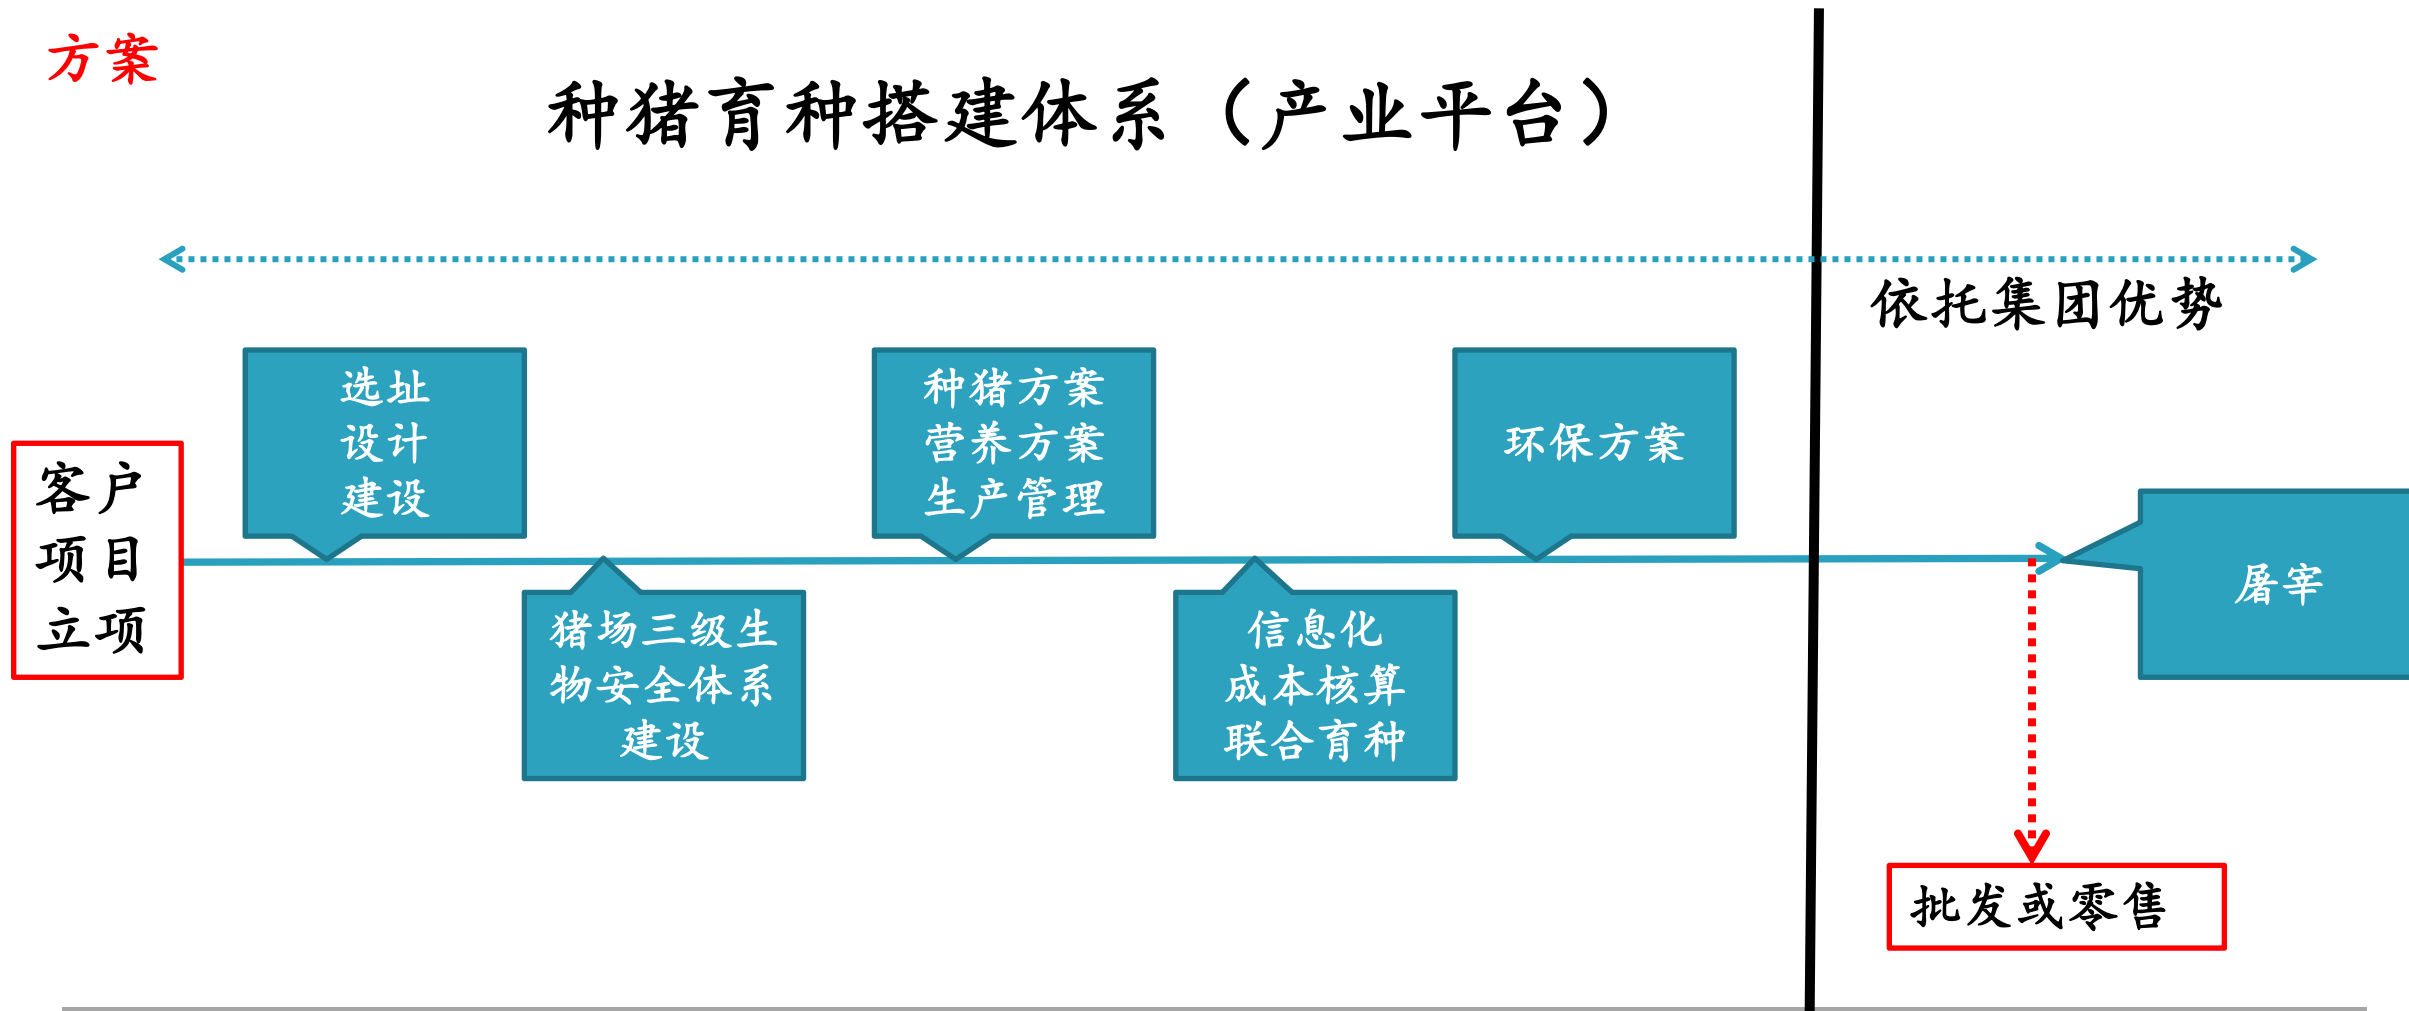 方案
种猪育种搭建体系（产业平台）
依托集团优势
客户
项目
立项
选址
设计
建设
猪场三级生
物安全体系
建设
种猪方案
营养方案
生产管理
信息化
成本核算
联合育种
环保方案
屠宰
批发或零售